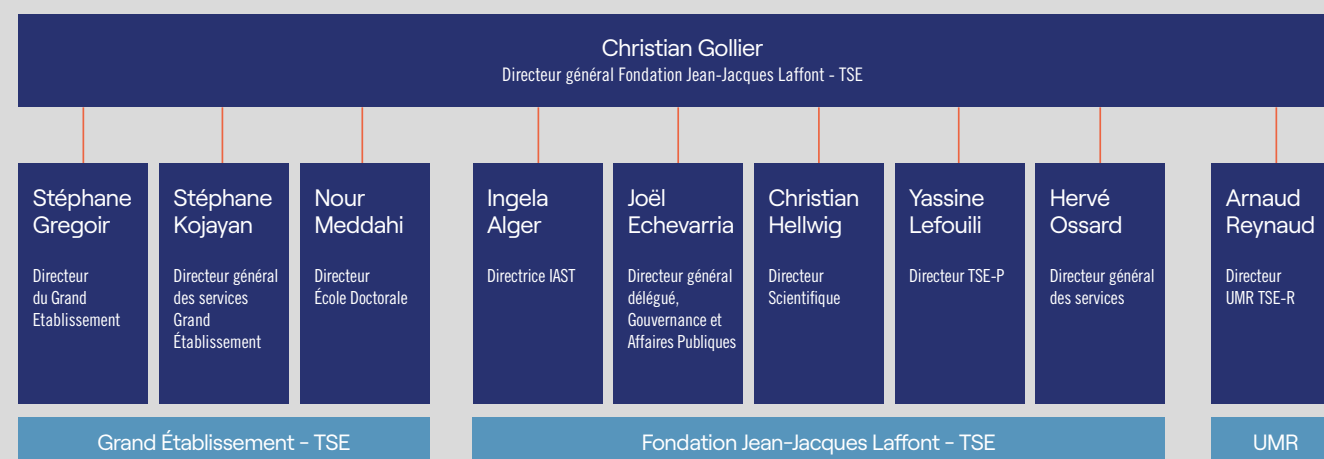 Christian Gollier
Directeur général Fondation Jean-Jacques Laffont - TSE
Stéphane
Gregoir
Directeur
du Grand
Etablissement
Stéphane
Kojayan
Directeur général
des services
Grand
Établissement
Nour
Meddahi
Directeur
École Doctorale
Ingela
Alger
Directrice IAST
Joël
Echevarria
Directeur général
délégué,
Gouvernance et
Affaires Publiques
Christian
Hellwig
Directeur
Scientifique
Yassine
Lefouili
Directeur TSE-P
Hervé
Ossard
Directeur général
des services
Arnaud
Reynaud
Directeur
UMR TSE-R
Grand Établissement - TSE
Fondation Jean-Jacques Laffont - TSE
UMR